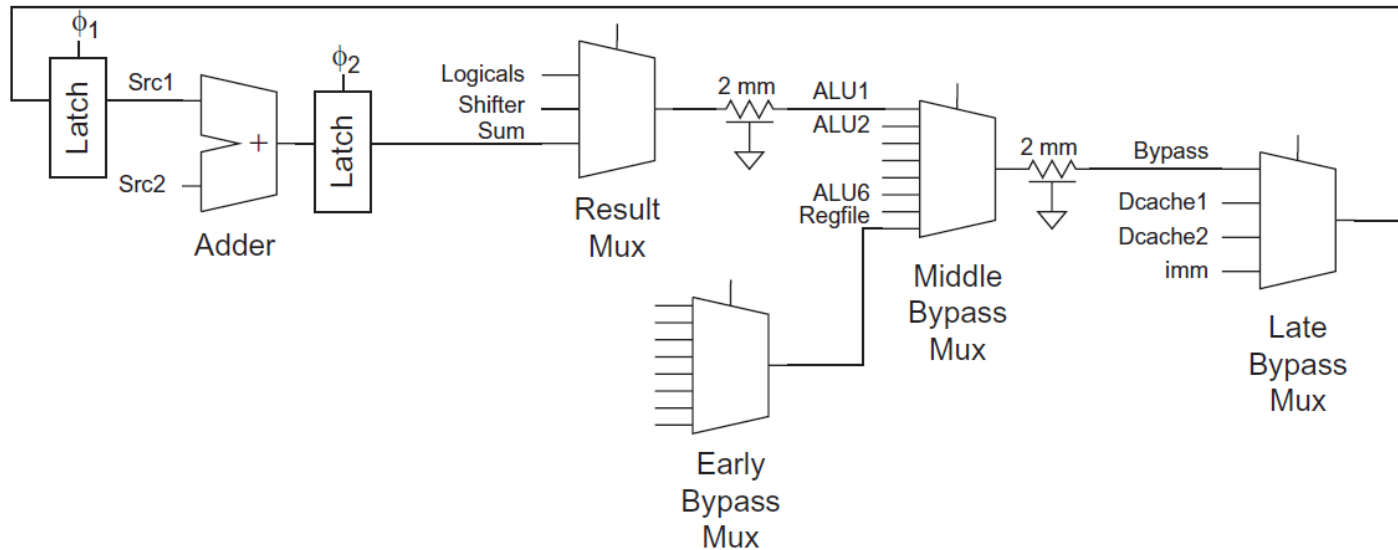 ϕ1
Latch
Src1
Src2
+
Adder
ϕ2
Latch
Logicals
Shifter
Sum
Result
Mux
2 mm
ALU1
ALU2
ALU6
Regfile
Middle
Bypass
Mux
Early
Bypass
Mux
2 mm
Bypass
Dcache1
Dcache2
imm
Late
Bypass
Mux